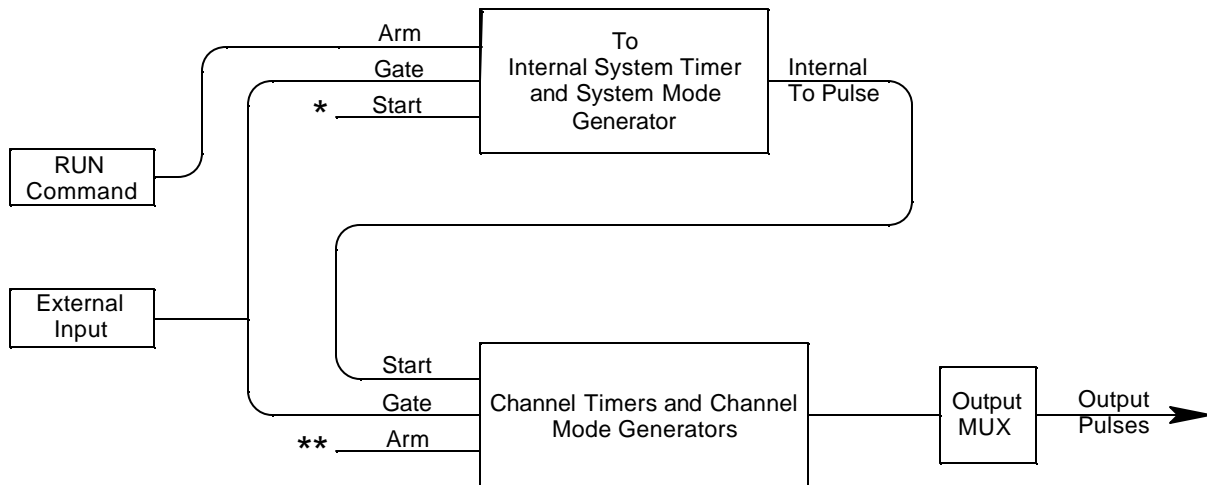 Arm
Gate
* Start
To
Internal System Timer
and System Mode
Generator
Internal
To Pulse
RUN
Command
External
Input
Start
Gate
** Arm
Channel Timers and Channel
Mode Generators
Output
MUX
Output
Pulses